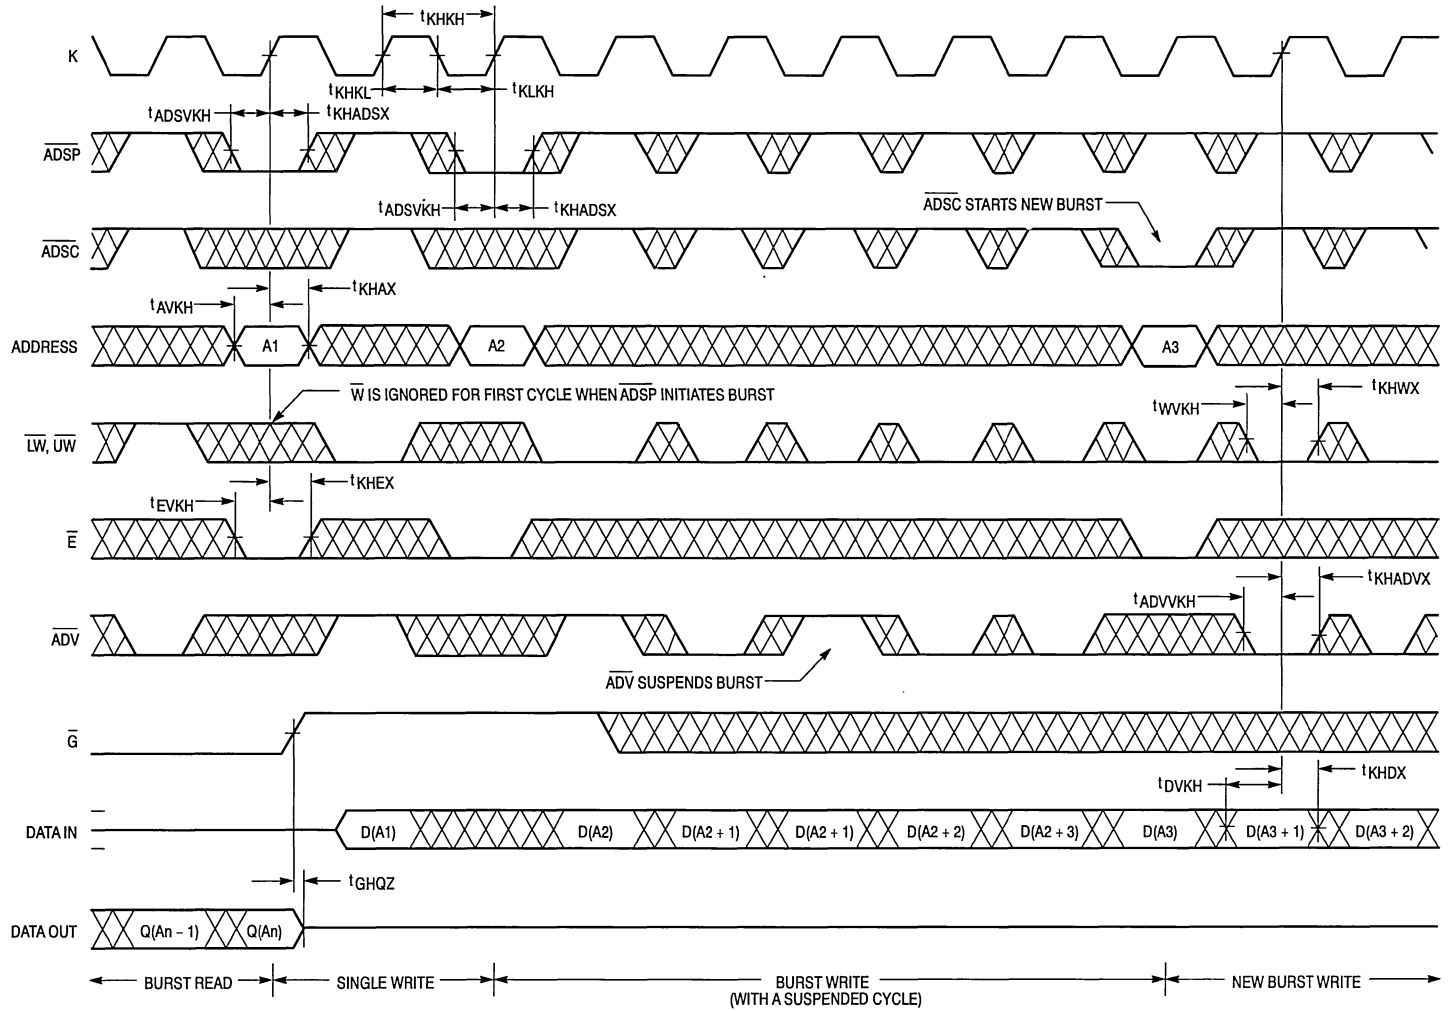 tKHKH
K
tKHKL
tKLKH
tADSVKH
tKHADSX
ADSP
tADSVKH
tKHADSX
ADSC STARTS NEW BURST
ADSC
tKHAX
tAVKH
ADDRESS
A1
A2
A3
W IS IGNORED FOR FIRST CYCLE WHEN ADSP INITIATES BURST
tKHWX
tWVKH
LW, UW
tKHEX
tEVKH
E
tKHADVX
tADVVKH
ADV
ADV SUSPENDS BURST
G
tKHDX
tDVKH
DATA IN
D(A1)
D(A2)
D(A2 + 1)
D(A2 + 1)
D(A2 + 2)
D(A2 + 3)
D(A3)
D(A3 + 1)
D(A3 + 2)
tGHQZ
DATA OUT
Q(An – 1)
Q(An)
BURST READ
SINGLE WRITE
BURST WRITE
(WITH A SUSPENDED CYCLE)
NEW BURST WRITE